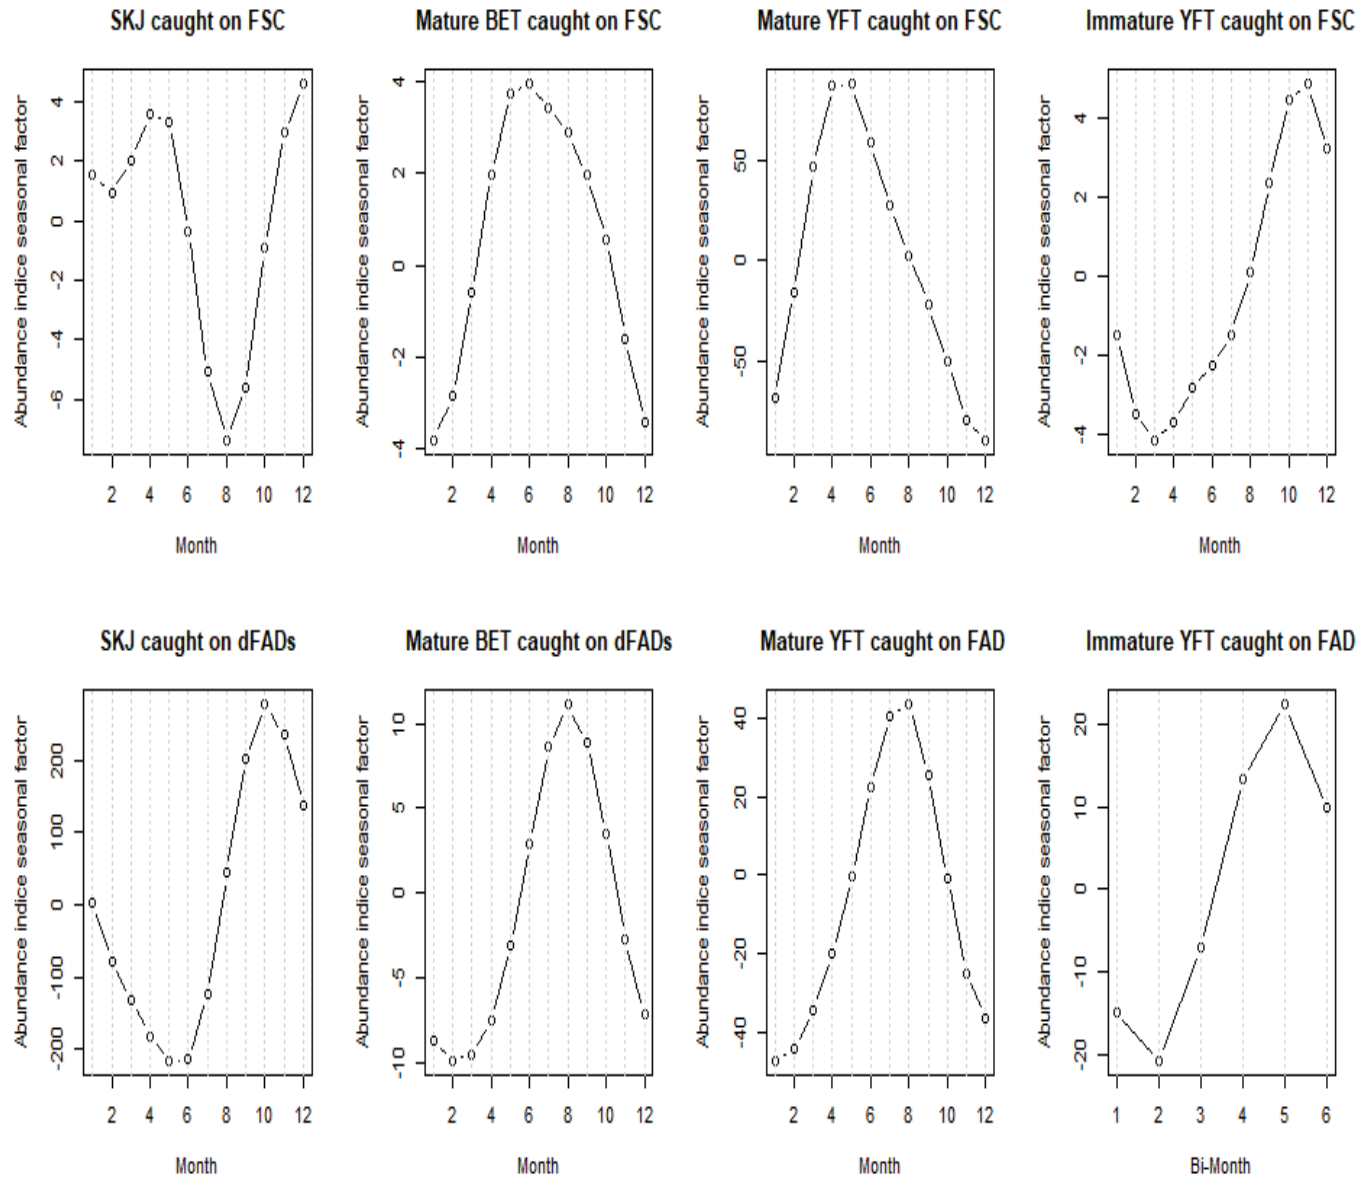 SKJ caught on FSC
Mature BET caught on FSC
Mature YFT caught on FSC
Immature YFT caught on FSC
Abundance indice seasonal factor
4
2
0
-2
-4
-6
2 4 6 8 10 12
Month
Abundance indice seasonal factor
4
2
0
-2
-4
2 4 6 8 10 12
Month
Abundance indice seasonal factor
50
0
-50
2 4 6 8 10 12
Month
Abundance indice seasonal factor
4
2
0
-2
-4
2 4 6 8 10 12
Month
SKJ caught on dFADs
Mature BET caught on dFADs
Mature YFT caught on FAD
Immature YFT caught on FAD
Abundance indice seasonal factor
200
100
0
-100
-200
2 4 6 8 10 12
Month
Abundance indice seasonal factor
10
5
0
-5
-10
2 4 6 8 10 12
Month
Abundance indice seasonal factor
40
20
0
-20
-40
2 4 6 8 10 12
Month
Abundance indice seasonal factor
20
10
0
-10
-20
1 2 3 4 5 6
Bi-Month